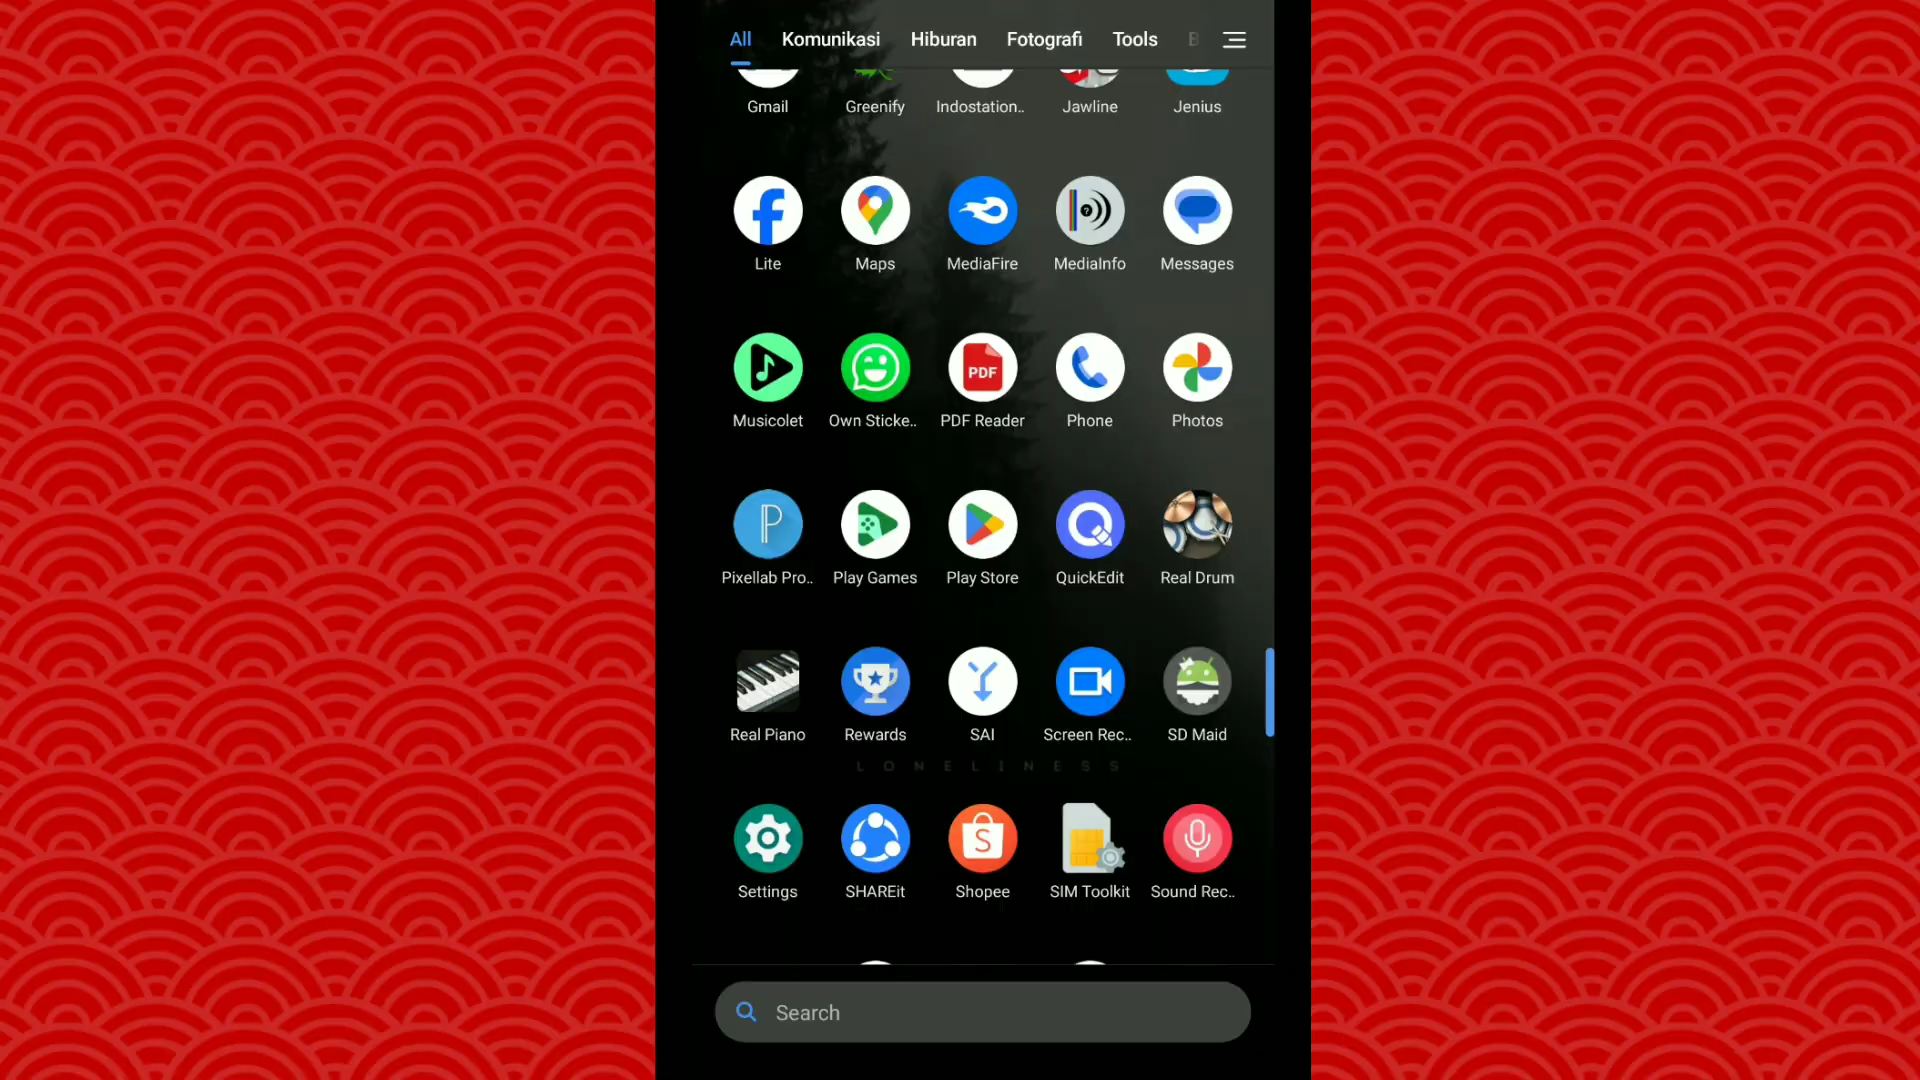 All Komunikasi Hiburan Fotografi Tools B
Gmail Greenify Indostation.. Jawline Jenius
Lite Maps MediaFire MediaInfo Messages
PDF
Musicolet Own Sticke.. PDF Reader Phone Photos
Pixellab Pro.. Play Games Play Store QuickEdit Real Drum
Real Piano Rewards SAI Screen Rec.. SD Maid
LONELINESS
Settings SHAREit Shopee SIM Toolkit Sound Rec..
Search